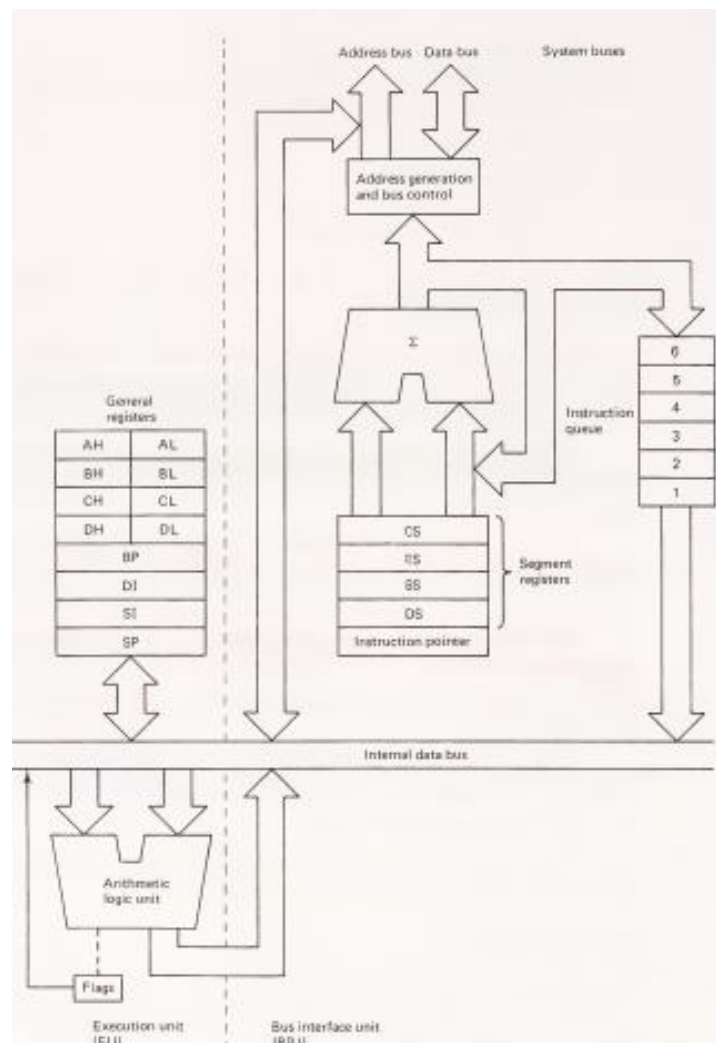 Address bus Data bus System buses
Address generation
and bus control
Σ
6
5
4
3
2
1
Instruction
queue
General
registers
AH AL
BH BL
CH CL
DH DL
BP
DI
SI
SP
CS
ES
SS
DS
Instruction pointer
Segment
registers
Internal data bus
Arithmetic
logic unit
Flags
Execution unit
Bus interface unit